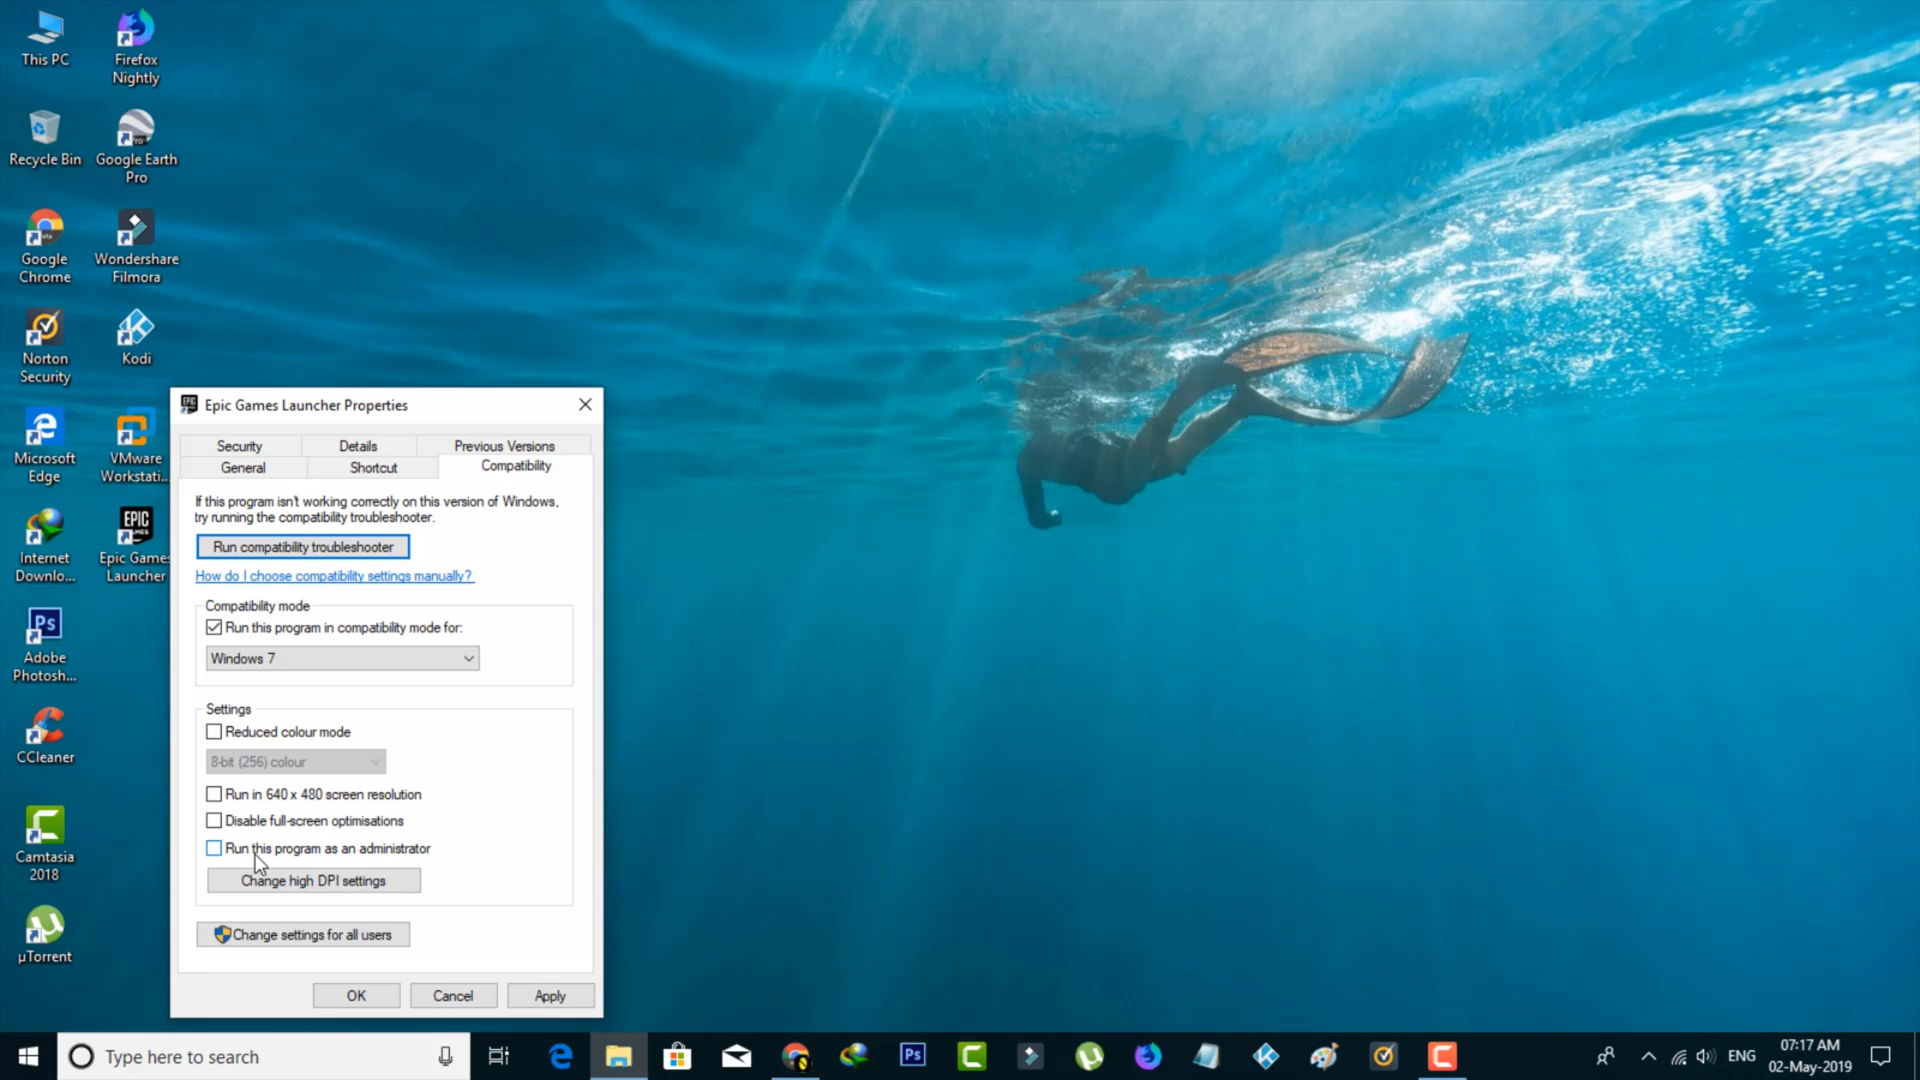 This PC
Firefox
Nightly
Recycle Bin
Google Earth
Pro
Google
Chrome
Wondershare
Filmora
Norton
Security
Kodi
Microsoft
Edge
VMware
Workstati...
Internet
Downlo...
EPIC
GAMES
Epic Games
Launcher
Ps
Adobe
Photosh...
CCleaner
Camtasia
2018
µTorrent
Epic Games Launcher Properties
Security
Details
Previous Versions
General
Shortcut
Compatibility
If this program isn't working correctly on this version of Windows,
try running the compatibility troubleshooter.
Run compatibility troubleshooter
How do I choose compatibility settings manually?
Compatibility mode
Run this program in compatibility mode for:
Windows 7
Settings
Reduced colour mode
8-bit (256) colour
Run in 640 x 480 screen resolution
Disable full-screen optimisations
Run this program as an administrator
Change high DPI settings
Change settings for all users
OK
Cancel
Apply
Type here to search
Ps
ENG
07:17 AM
02-May-2019